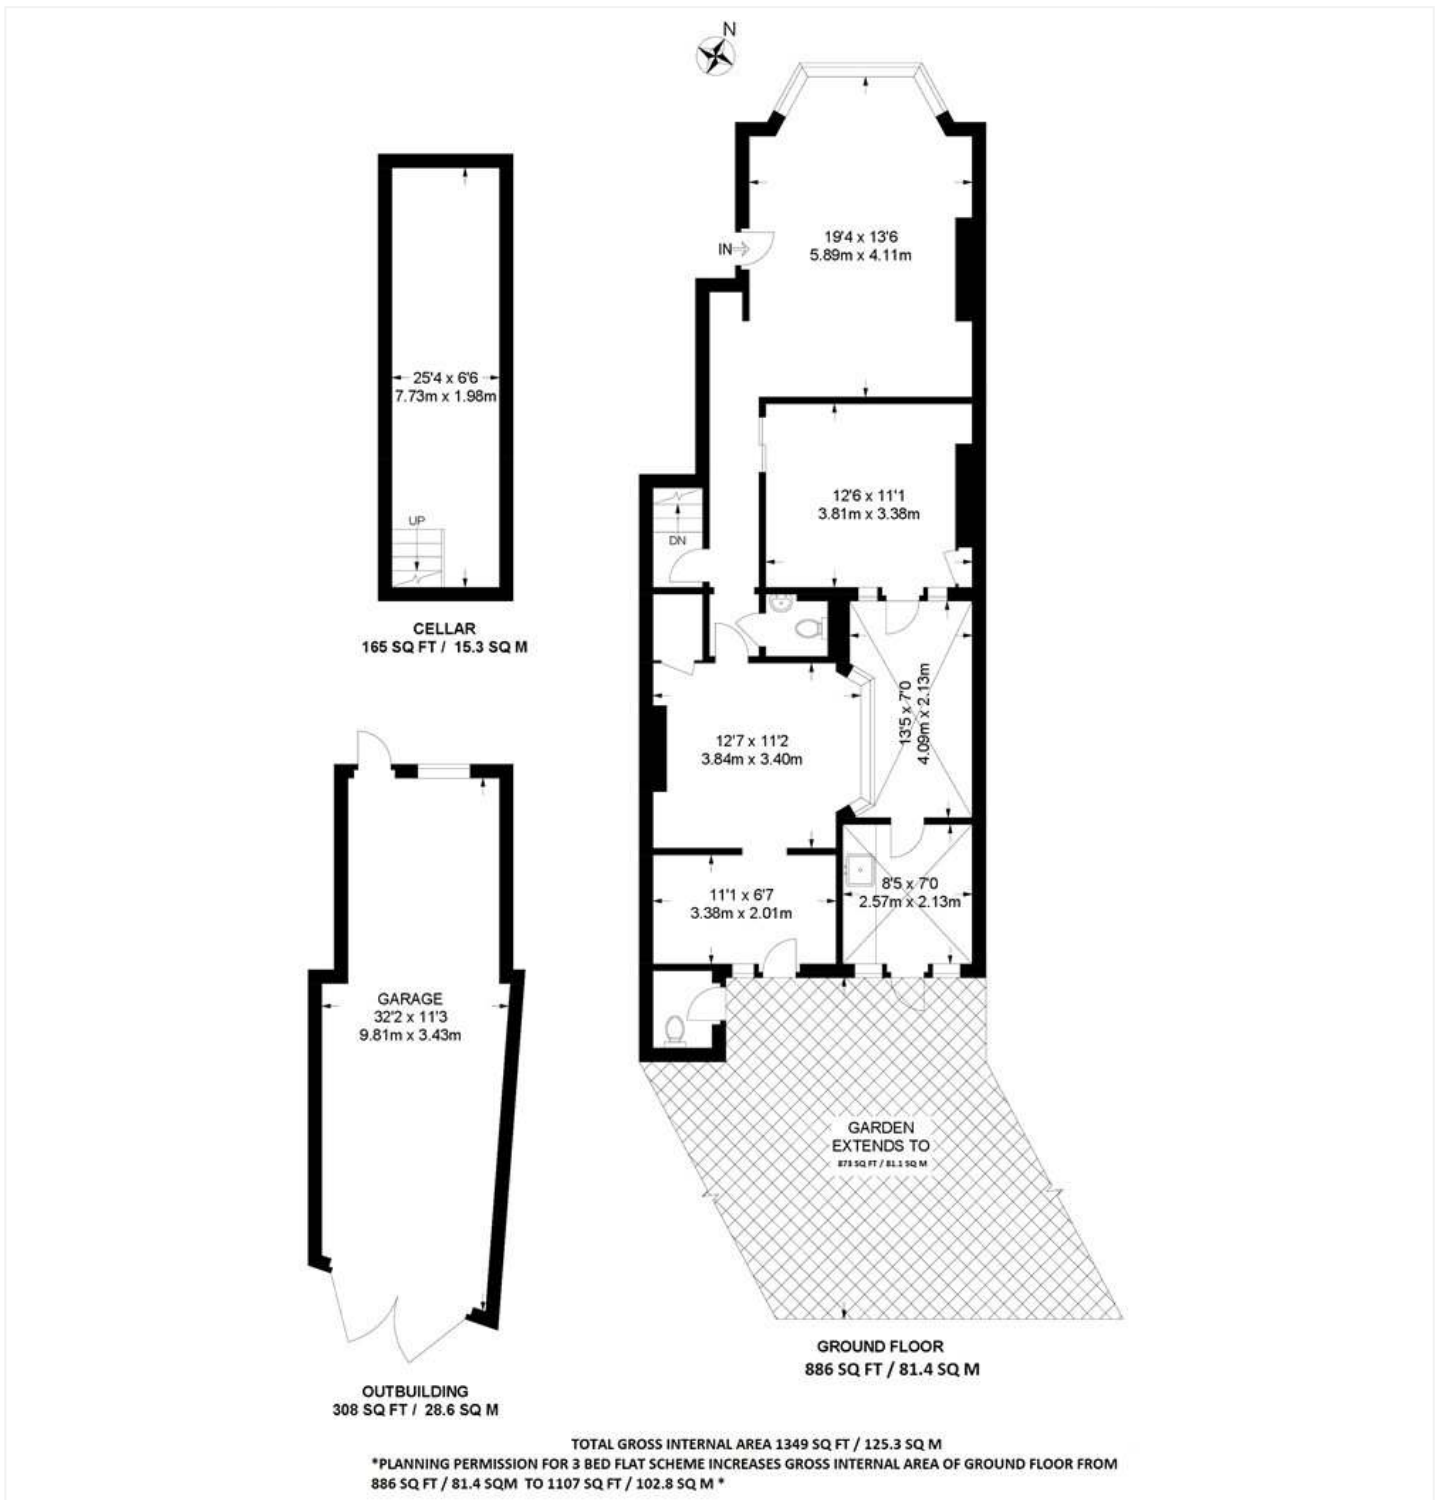 N
IN
19'4 x 13'6
5.89m x 4.11m
25'4 x 6'6
7.73m x 1.98m
UP
CELLAR
165 SQ FT / 15.3 SQ M
12'6 x 11'1
3.81m x 3.38m
DN
13'5 x 7'0
4.09m x 2.13m
12'7 x 11'2
3.84m x 3.40m
11'1 x 6'7
3.38m x 2.01m
8'5 x 7'0
2.57m x 2.13m
GARAGE
32'2 x 11'3
9.81m x 3.43m
GARDEN
EXTENDS TO
873 SQ FT / 81.1 SQ M
GROUND FLOOR
886 SQ FT / 81.4 SQ M
OUTBUILDING
308 SQ FT / 28.6 SQ M
TOTAL GROSS INTERNAL AREA 1349 SQ FT / 125.3 SQ M
*PLANNING PERMISSION FOR 3 BED FLAT SCHEME INCREASES GROSS INTERNAL AREA OF GROUND FLOOR FROM
886 SQ FT / 81.4 SQM TO 1107 SQ FT / 102.8 SQ M *